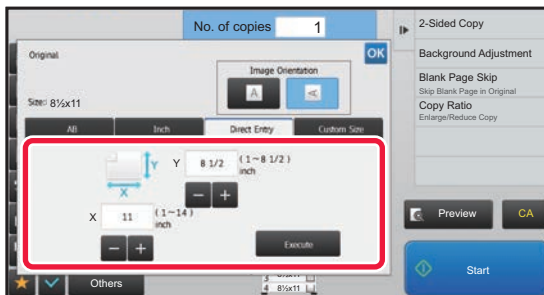 No. of copies 1
Original
OK
Image Orientation
A
A
Size: 8½x11
AB
Inch
Direct Entry
Custom Size
Y
Y 8 1/2 (1~8 1/2)
inch
X
X 11 (1~14)
inch
Execute
Others
4 8½x11
2-Sided Copy
Background Adjustment
Blank Page Skip
Skip Blank Page in Original
Copy Ratio
Enlarge/Reduce Copy
Preview
CA
Start